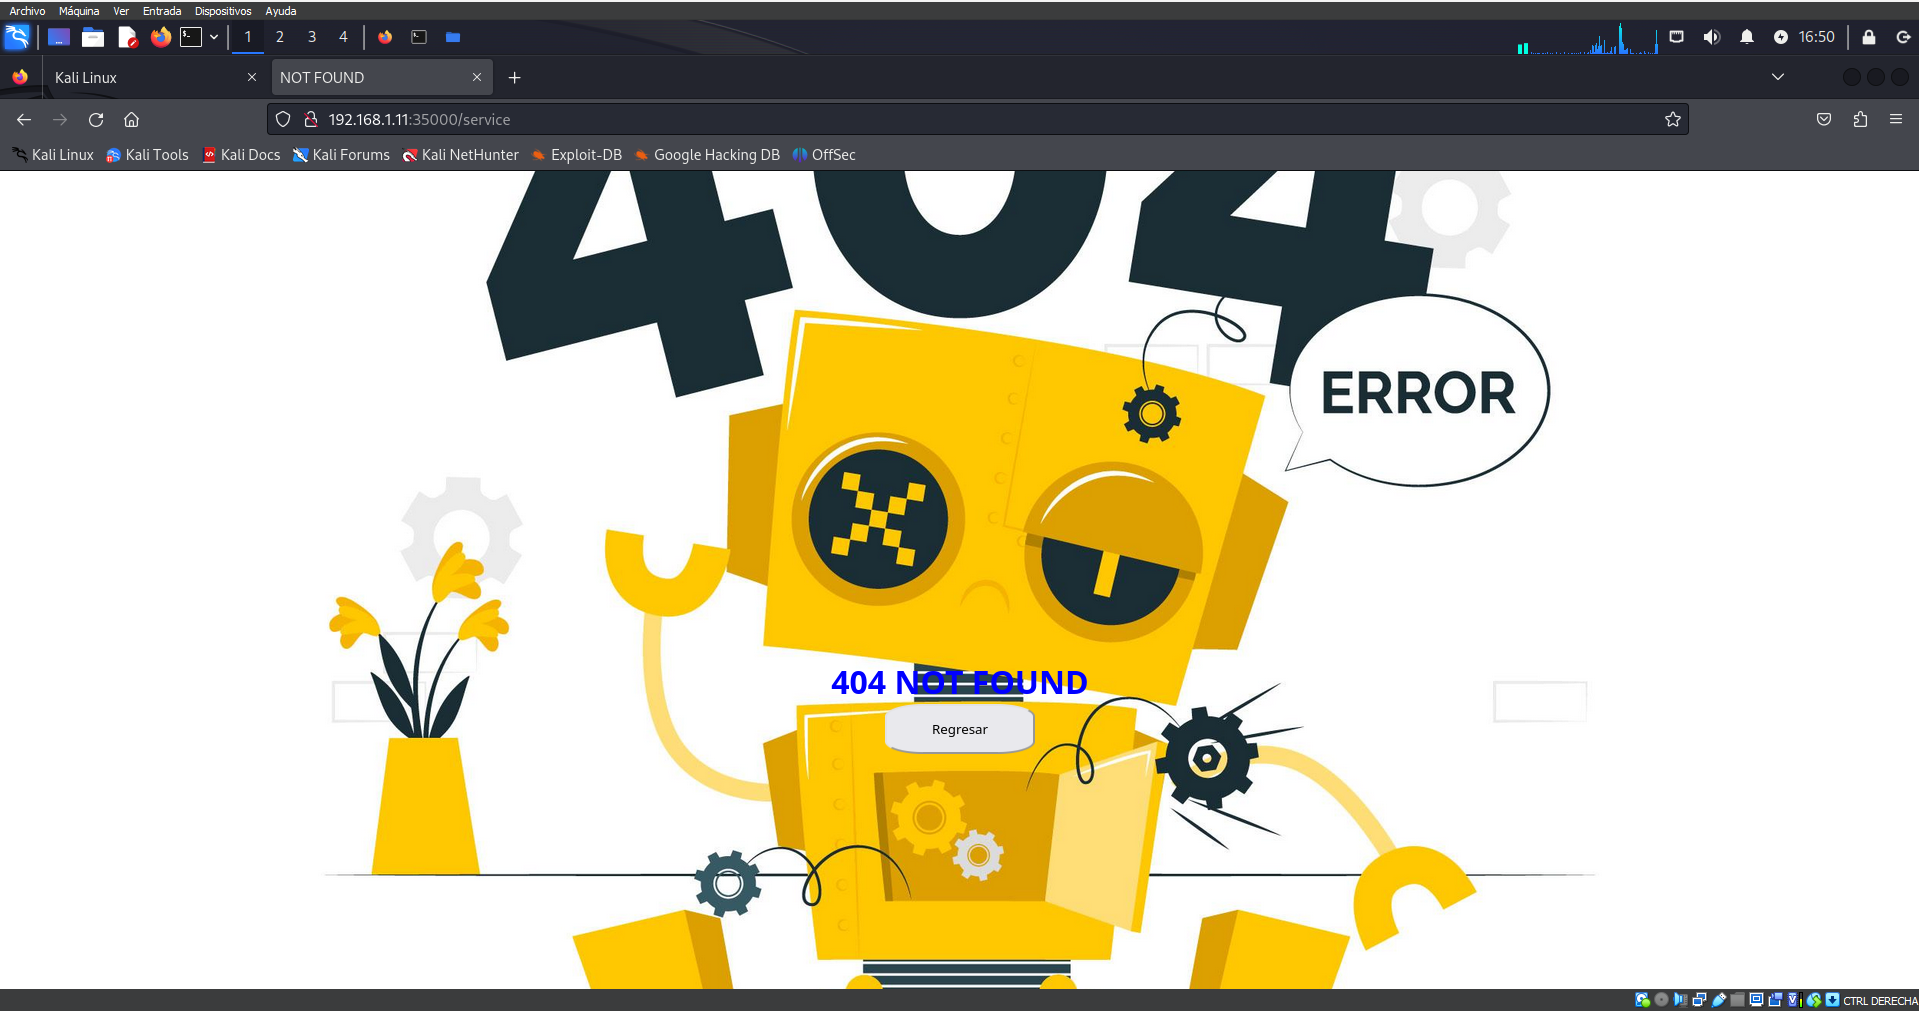 Archivo Máquina Ver Entrada Dispositivos Ayuda
1 2 3 4 16:50
Kali Linux NOT FOUND
192.168.1.11:35000/service
Kali Linux Kali Tools Kali Docs Kali Forums Kali NetHunter Exploit-DB Google Hacking DB OffSec
404
ERROR
404 NOT FOUND
Regresar
CTRL DERECHA